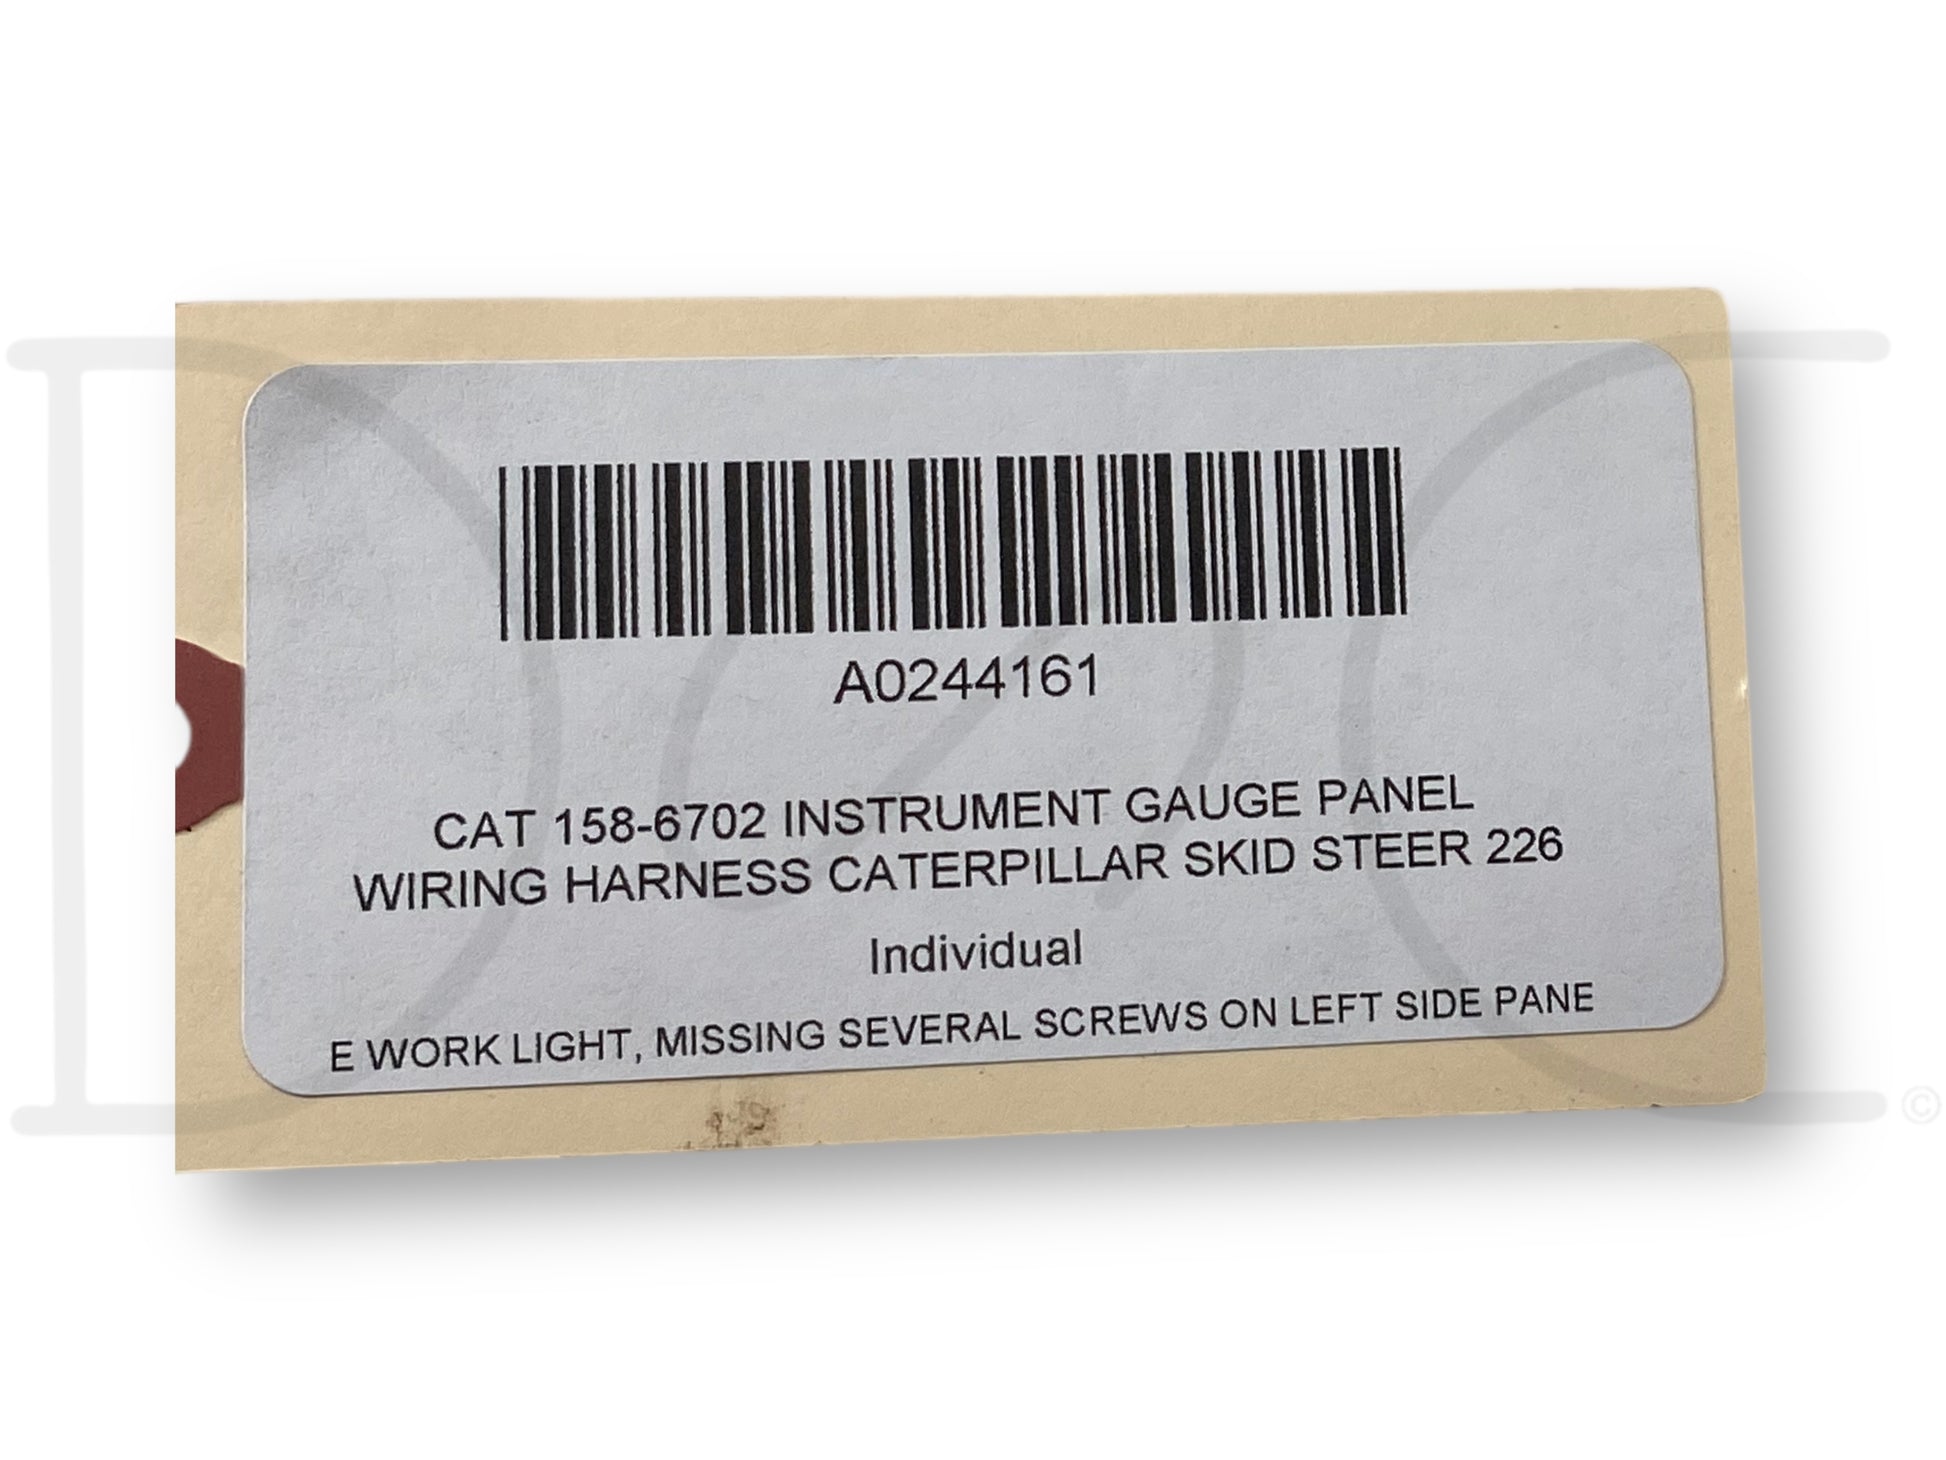 A0244161
CAT 158-6702 INSTRUMENT GAUGE PANEL
WIRING HARNESS CATERPILLAR SKID STEER 226
Individual
E WORK LIGHT, MISSING SEVERAL SCREWS ON LEFT SIDE PANE
©